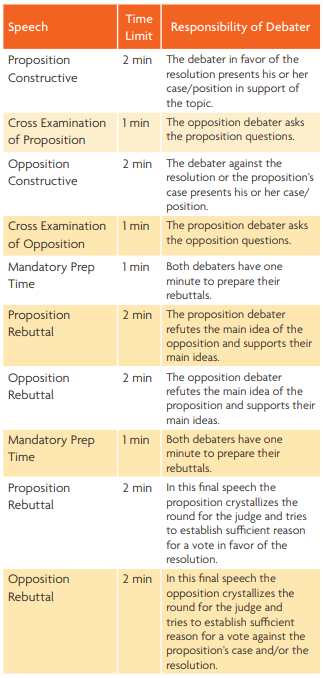 Speech
Time
Limit
Responsibility of Debater
Proposition
Constructive
2 min
The debater in favor of the
resolution presents his or her
case/position in support of
the topic.
Cross Examination
of Proposition
1 min
The opposition debater asks
the proposition questions.
Opposition
Constructive
2 min
The debater against the
resolution or the proposition's
case presents his or her case/
position.
Cross Examination
of Opposition
1 min
The proposition debater asks
the opposition questions.
Mandatory Prep
Time
1 min
Both debaters have one
minute to prepare their
rebuttals.
Proposition
Rebuttal
2 min
The proposition debater
refutes the main idea of the
opposition and supports their
main ideas.
Opposition
Rebuttal
2 min
The opposition debater
refutes the main idea of the
proposition and supports their
main ideas.
Mandatory Prep
Time
1 min
Both debaters have one
minute to prepare their
rebuttals.
Proposition
Rebuttal
2 min
In this final speech the
proposition crystallizes the
round for the judge and tries
to establish sufficient reason
for a vote in favor of the
resolution.
Opposition
Rebuttal
2 min
In this final speech the
opposition crystallizes the
round for the judge and
tries to establish sufficient
reason for a vote against the
proposition's case and/or the
resolution.